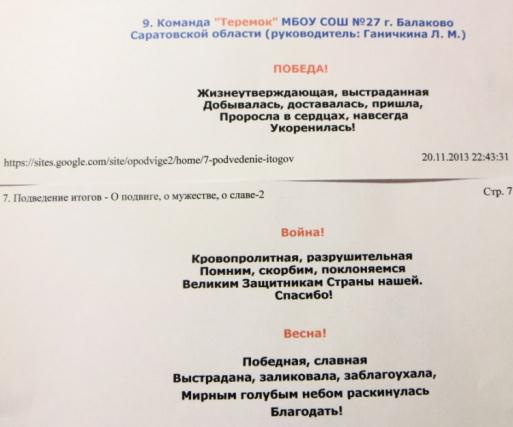 9. Команда "Теремок" МБОУ СОШ №27 г. Балаково
Саратовской области (руководитель: Ганичкина Л. М.)
ПОБЕДА!
Жизнеутверждающая, выстраданная
Добывалась, доставалась, пришла,
Проросла в сердцах, навсегда
Укоренилась!
https://sites.google.com/site/opodvige2/home/7-podvedenie-itogov 20.11.2013 22:43:31
7. Подведение итогов - О подвиге, о мужестве, о славе-2 Стр. 7
Война!
Кровопролитная, разрушительная
Помним, скорбим, поклоняемся
Великим Защитникам Страны нашей.
Спасибо!
Весна!
Победная, славная
Выстрадана, заликовала, заблагоухала,
Мирным голубым небом раскинулась
Благодать!